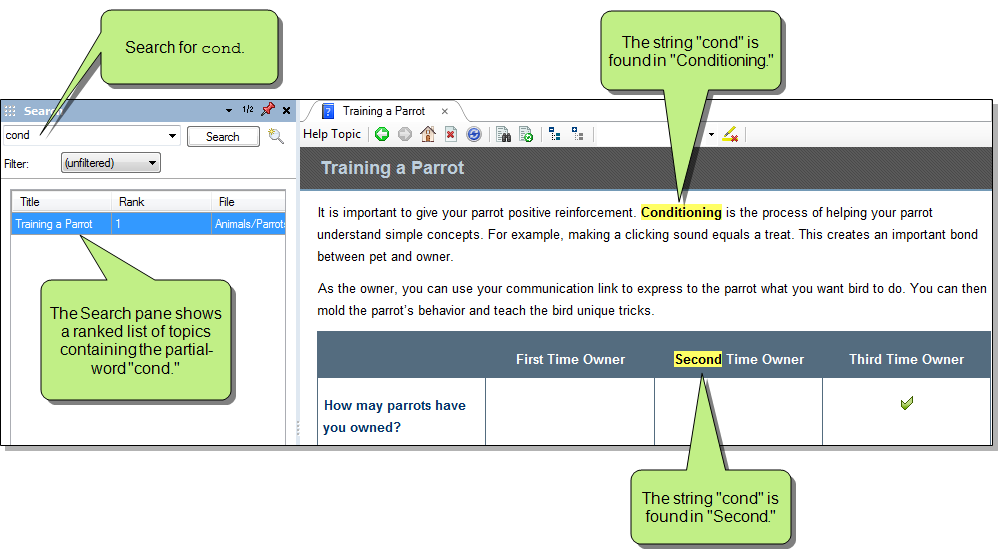 Search for cond.
The string "cond" is
found in "Conditioning."
Search
1/2
cond
Search
Filter:
(unfiltered)
Title Rank File
Training a Parrot 1 Animals/Parrots
The Search pane shows
a ranked list of topics
containing the partial-
word "cond."
? Training a Parrot
Help Topic
Training a Parrot
It is important to give your parrot positive reinforcement. Conditioning is the process of helping your parrot
understand simple concepts. For example, making a clicking sound equals a treat. This creates an important bond
between pet and owner.
As the owner, you can use your communication link to express to the parrot what you want bird to do. You can then
mold the parrot's behavior and teach the bird unique tricks.
First Time Owner Second Time Owner Third Time Owner
How may parrots have
you owned?
The string "cond" is
found in "Second."